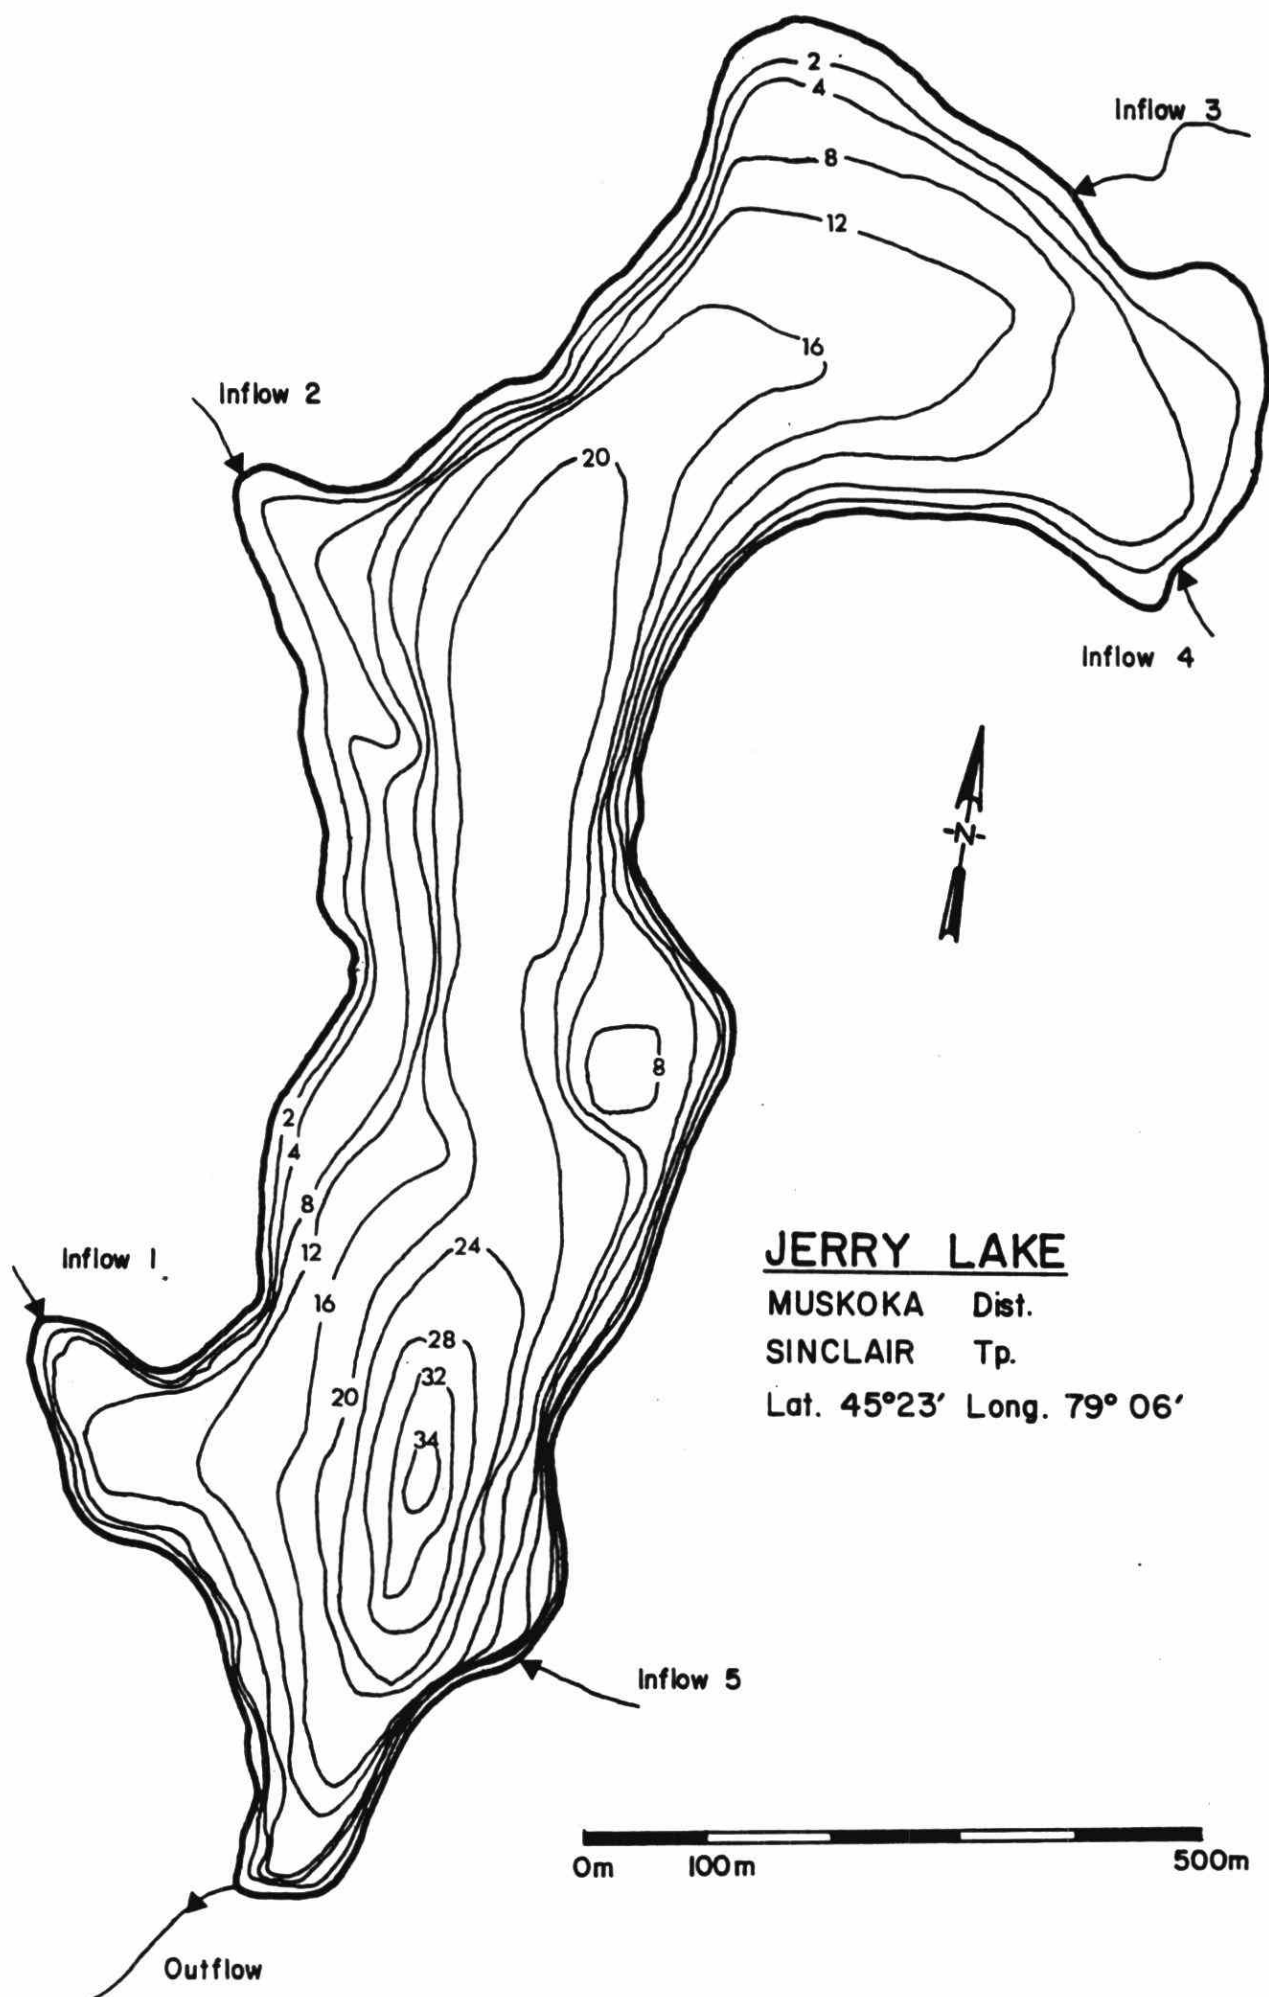 2
4
Inflow 3
8
12
16
Inflow 2
20
Inflow 4
N
8
2
4
8
12
16
Inflow 1
24
28
32
20
34
JERRY LAKE
MUSKOKA Dist.
SINCLAIR Tp.
Lat. 45°23′ Long. 79° 06′
Inflow 5
0m 100m 500m
Outflow